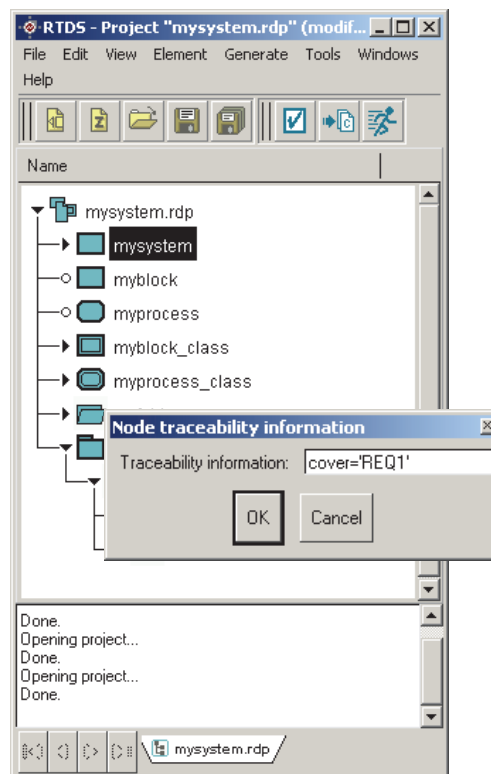 RTDS - Project "mysystem.rdp" (modif...
File Edit View Element Generate Tools Windows
Help
Name
mysystem.rdp
mysystem
myblock
myprocess
myblock_class
myprocess_class
Node traceability information
Traceability information: cover='REQ1'
OK Cancel
Done.
Opening project...
Done.
Opening project...
Done.
mysystem.rdp